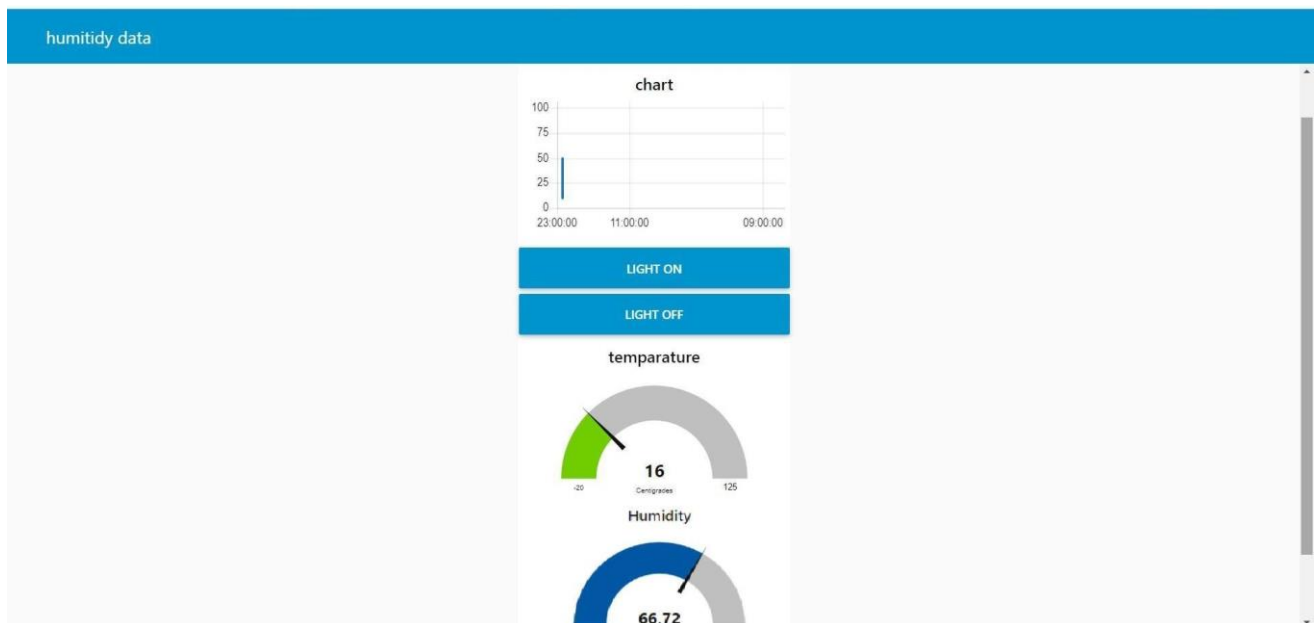 humitidy data
chart
100
75
50
25
0
23:00:00 11:00:00 09:00:00
LIGHT ON
LIGHT OFF
temparature
16
-20 Centigrades 125
Humidity
66.72